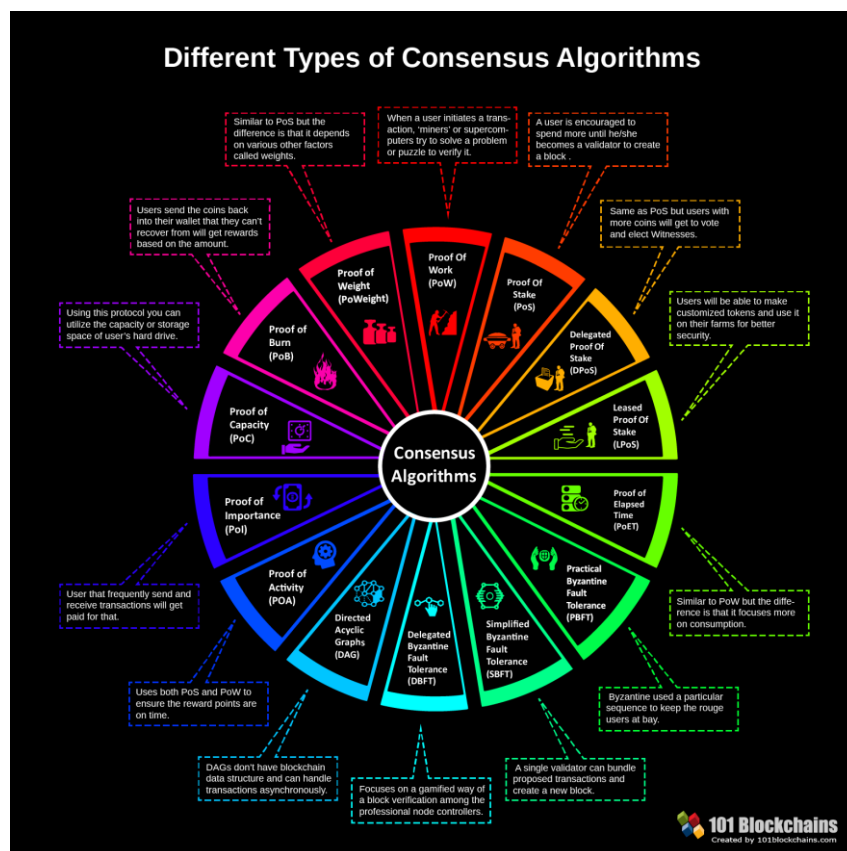 Different Types of Consensus Algorithms
Similar to PoS but the
difference is that it depends
on various other factors
called weights.
When a user initiates a trans-
action, ‘miners’ or supercom-
puters try to solve a problem
or puzzle to verify it.
A user is encouraged to
spend more until he/she
becomes a validator to create
a block .
Users send the coins back
into their wallet that they can’t
recover from will get rewards
based on the amount.
Same as PoS but users with
more coins will get to vote
and elect Witnesses.
Using this protocol you can
utilize the capacity or storage
space of user’s hard drive.
Users will be able to make
customized tokens and use it
on their farms for better
security.
Proof Of
Work
(PoW)
Proof Of
Stake
(PoS)
Delegated
Proof Of
Stake
(DPoS)
Leased
Proof Of
Stake
(LPoS)
Proof of
Elapsed
Time
(PoET)
Practical
Byzantine
Fault
Tolerance
(PBFT)
Simplified
Byzantine
Fault
Tolerance
(SBFT)
Delegated
Byzantine
Fault
Tolerance
(DBFT)
Directed
Acyclic
Graphs
(DAG)
Proof of
Activity
(POA)
Proof of
Importance
(PoI)
Proof of
Capacity
(PoC)
Proof of
Burn
(PoB)
Proof of
Weight
(PoWeight)
Consensus
Algorithms
User that frequently send and
receive transactions will get
paid for that.
Similar to PoW but the diffe-
rence is that it focuses more
on consumption.
Uses both PoS and PoW to
ensure the reward points are
on time.
Byzantine used a particular
sequence to keep the rouge
users at bay.
DAGs don’t have blockchain
data structure and can handle
transactions asynchronously.
Focuses on a gamified way of
a block verification among the
professional node controllers.
A single validator can bundle
proposed transactions and
create a new block.
101 Blockchains
Created by 101blockchains.com